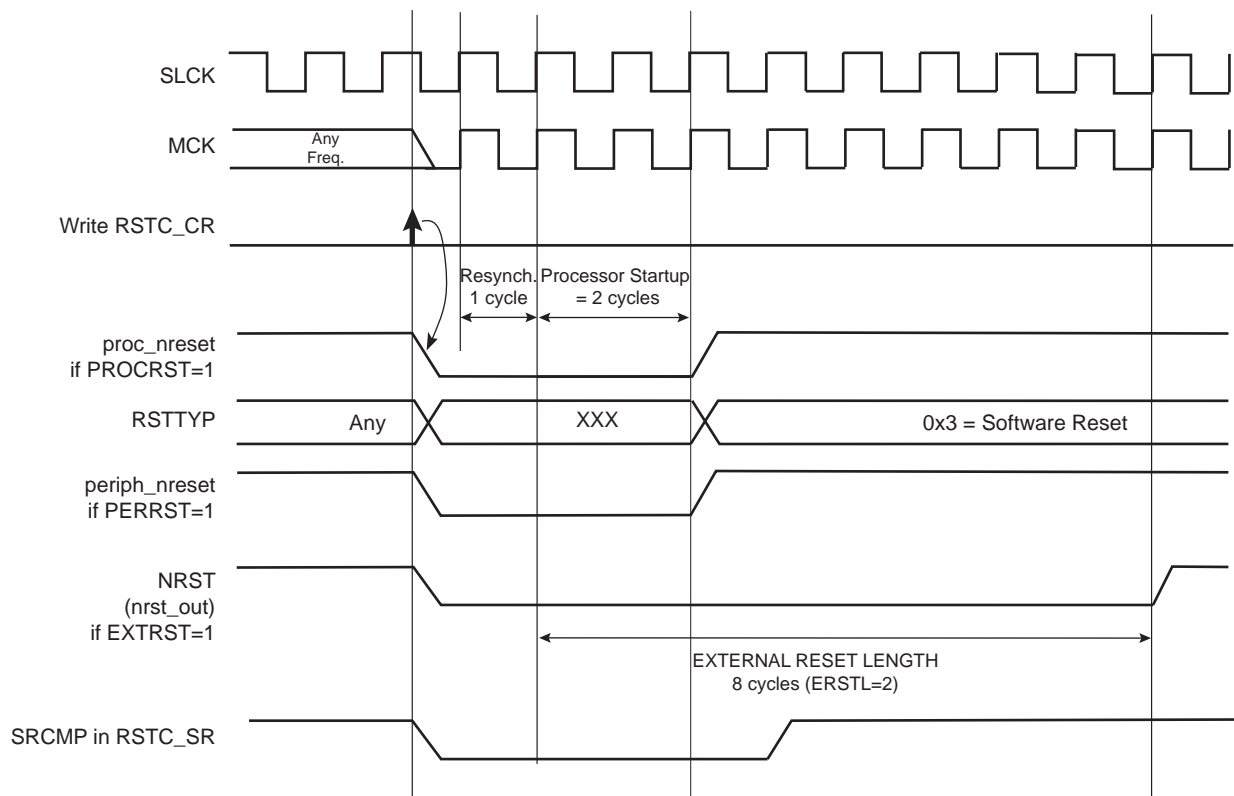 SLCK
MCK
Any
Freq.
Write RSTC_CR
Resynch. Processor Startup
1 cycle = 2 cycles
proc_nreset
if PROCRST=1
RSTTYP
Any
XXX
0x3 = Software Reset
periph_nreset
if PERRST=1
NRST
(nrst_out)
if EXTRST=1
EXTERNAL RESET LENGTH
8 cycles (ERSTL=2)
SRCMP in RSTC_SR